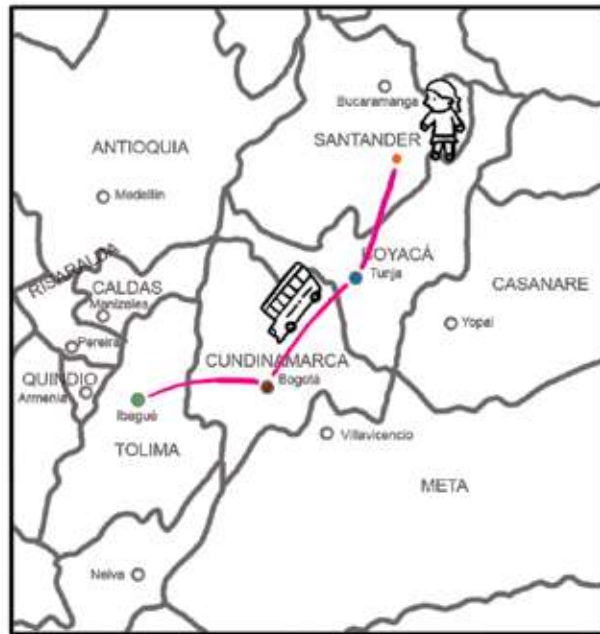 Bucaramanga
SANTANDER
ANTIOQUIA
Medellín
BOYACÁ
Tunja
RISARALDA
CALDAS
Manizales
CASANARE
Yopal
Pereira
CUNDINAMARCA
Bogotá
QUINDIO
Armenia
Ibagué
TOLIMA
Villavicencio
META
Neiva